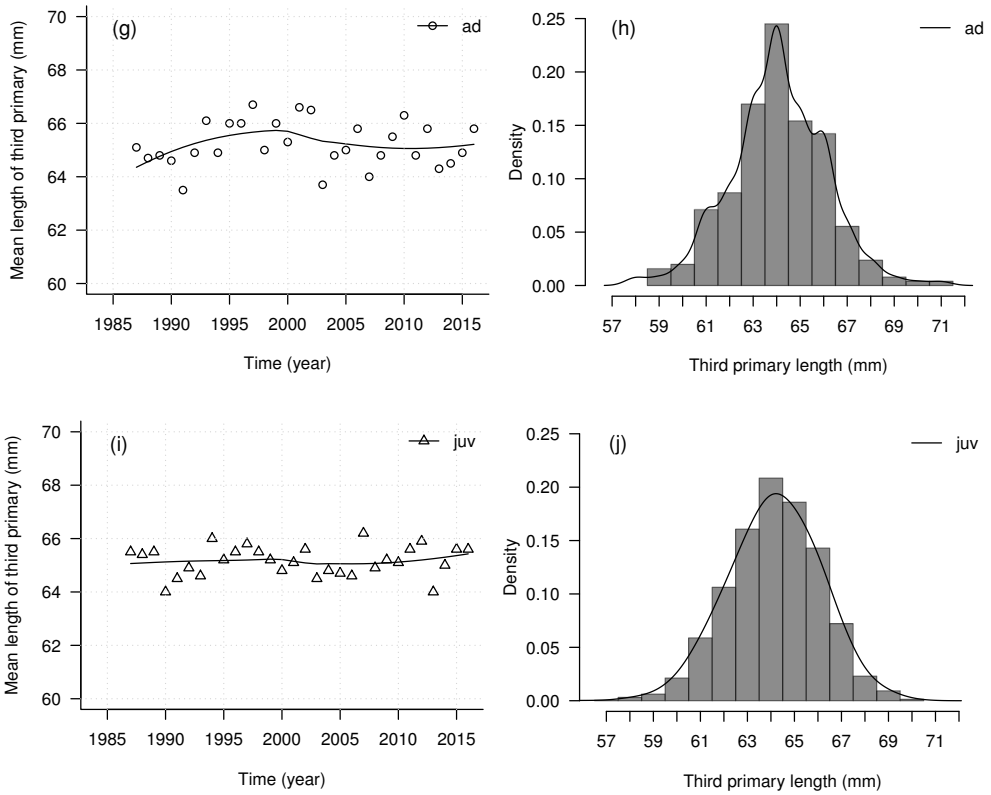 (g)
ad
Mean length of third primary (mm)
70
68
66
64
62
60
1985 1990 1995 2000 2005 2010 2015
Time (year)
(h)
ad
Density
0.25
0.20
0.15
0.10
0.05
0.00
57 59 61 63 65 67 69 71
Third primary length (mm)
(i)
juv
Mean length of third primary (mm)
70
68
66
64
62
60
1985 1990 1995 2000 2005 2010 2015
Time (year)
(j)
juv
Density
0.25
0.20
0.15
0.10
0.05
0.00
57 59 61 63 65 67 69 71
Third primary length (mm)